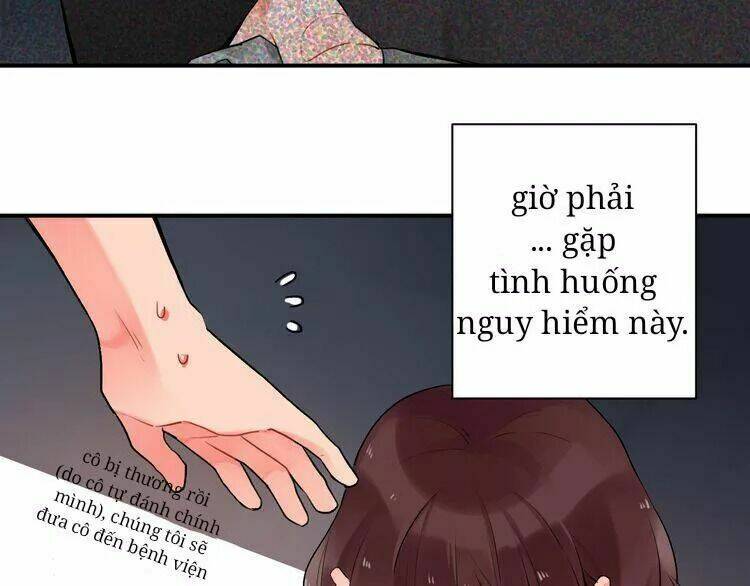 giờ phải
... gặp
tình huống
nguy hiểm này.
cô bị thương rồi
(do cô tự đánh chính
mình), chúng tôi sẽ
đưa cô đến bệnh viện